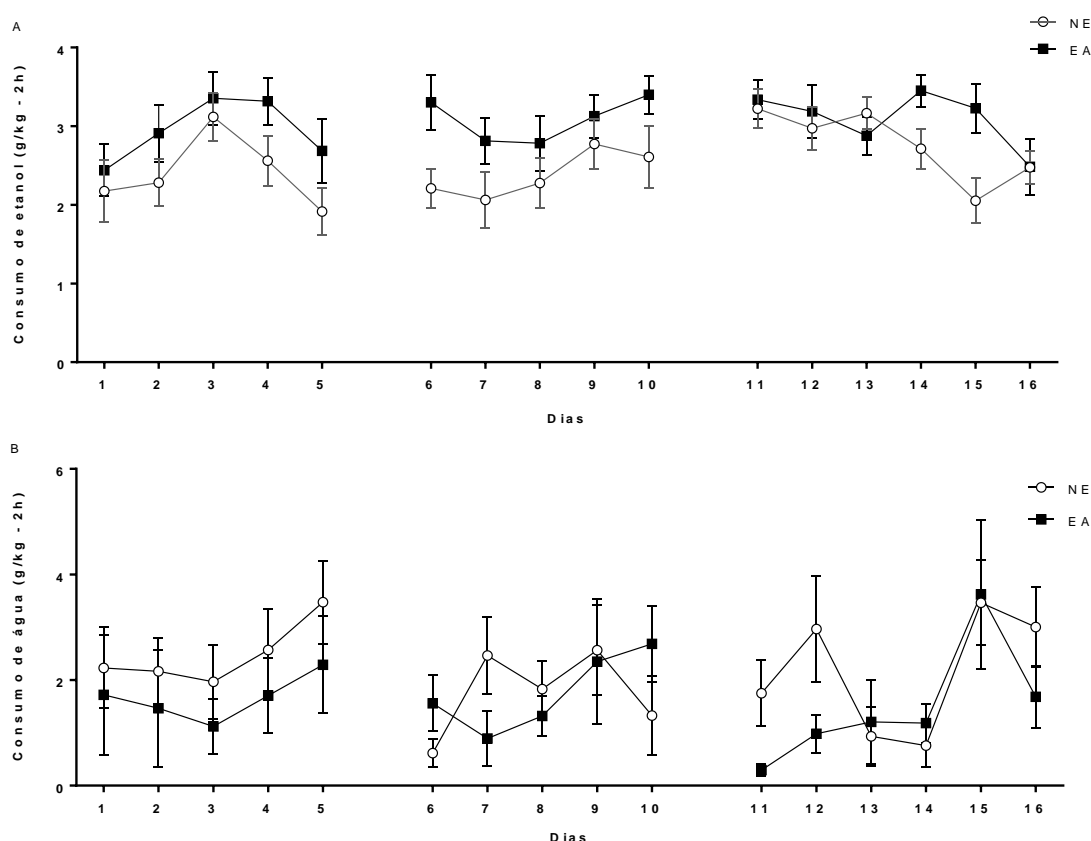 A
NE
EA
Consumo de etanol (g/kg - 2h)
4
3
2
1
0
1 2 3 4 5 6 7 8 9 10 11 12 13 14 15 16
Dias
B
NE
EA
Consumo de água (g/kg - 2h)
6
4
2
0
1 2 3 4 5 6 7 8 9 10 11 12 13 14 15 16
Dias